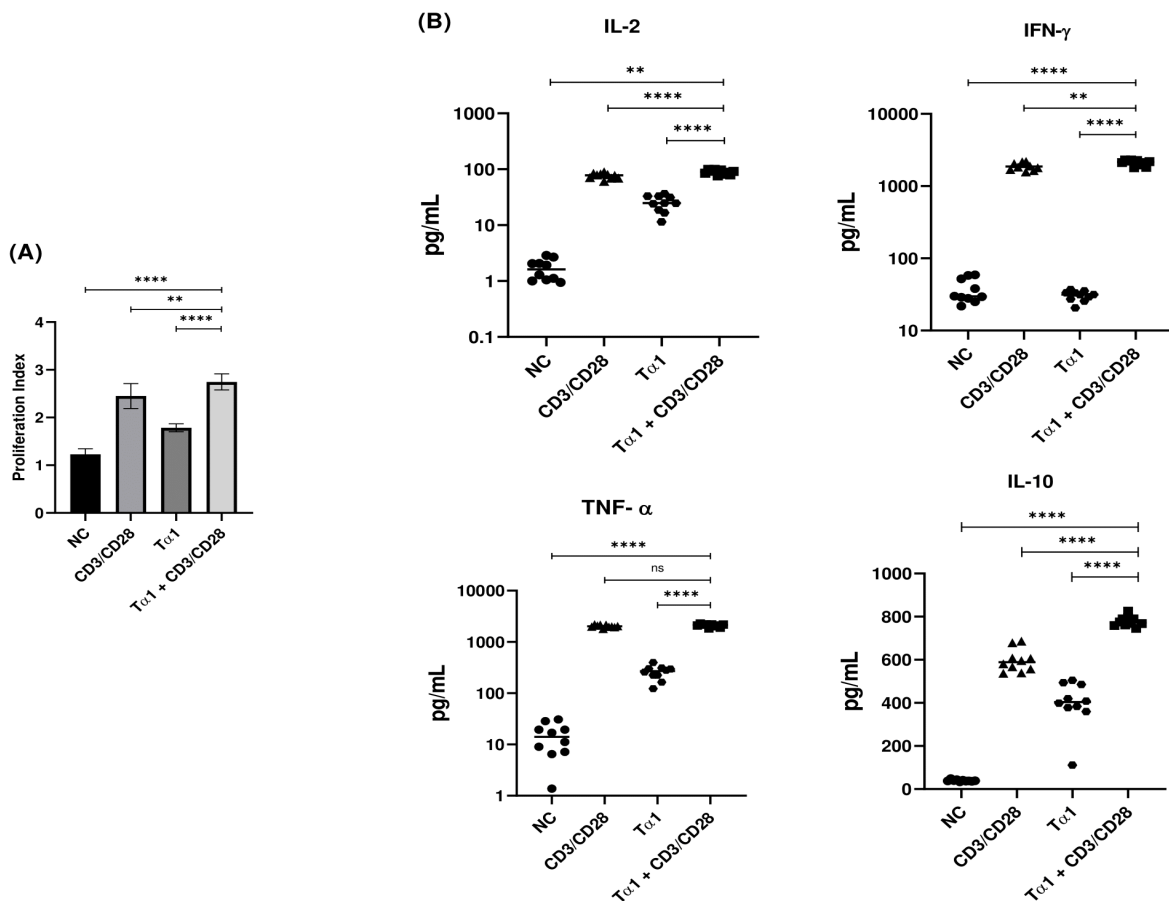 (A)
****
**
****
Proliferation Index
4
3
2
1
0
NC
CD3/CD28
Tα1
Tα1 + CD3/CD28
(B)
IL-2
**
****
****
pg/mL
1000
100
10
1
0.1
NC
CD3/CD28
Tα1
Tα1 + CD3/CD28
IFN-γ
****
**
****
pg/mL
10000
1000
100
10
NC
CD3/CD28
Tα1
Tα1 + CD3/CD28
TNF- α
****
ns
****
pg/mL
10000
1000
100
10
1
NC
CD3/CD28
Tα1
Tα1 + CD3/CD28
IL-10
****
****
****
pg/mL
1000
800
600
400
200
0
NC
CD3/CD28
Tα1
Tα1 + CD3/CD28